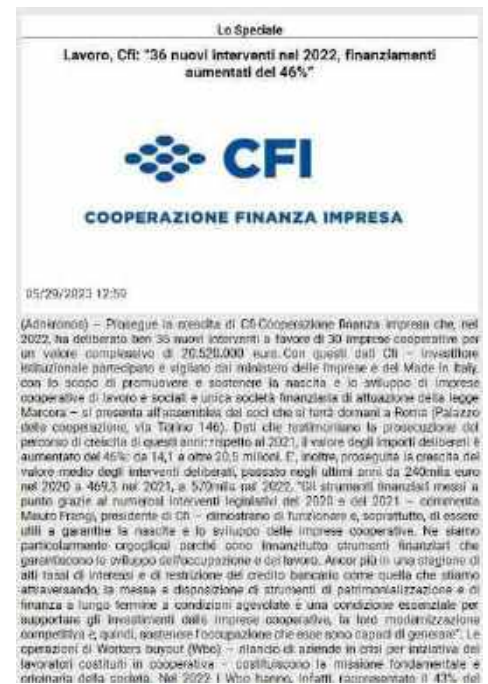 Lo Speciale
Lavoro, Cfi: "36 nuovi interventi nel 2022, finanziamenti
aumentati del 46%"
CFI
COOPERAZIONE FINANZA IMPRESA
05/29/2023 12:59
(Adnkronos) – Prosegue la crescita di Cfi-Cooperazione finanza impresa che, nel
2022, ha deliberato ben 36 nuovi interventi a favore di 30 imprese cooperative per
un valore complessivo di 20.520.000 euro. Con questi dati Cfi – investitore
istituzionale partecipato e vigilato dal ministero delle Imprese e del Made in Italy,
con lo scopo di promuovere e sostenere la nascita e lo sviluppo di imprese
cooperative di lavoro e sociali e unica società finanziaria di attuazione della legge
Marcora – si presenta all'assemblea dei soci che si terrà domani a Roma (Palazzo
della cooperazione, via Torino 146). Dati che testimoniano la prosecuzione del
percorso di crescita di questi anni: rispetto al 2021, il valore degli importi deliberati è
aumentato del 46%: da 14,1 a oltre 20,5 milioni. E', inoltre, proseguita la crescita del
valore medio degli interventi deliberati, passato negli ultimi anni da 240mila euro
nel 2020 a 469,3 nel 2021, a 570mila nel 2022. "Gli strumenti finanziari messi a
punto grazie ai numerosi interventi legislativi del 2020 e del 2021 – commenta
Mauro Frangi, presidente di Cfi – dimostrano di funzionare e, soprattutto, di essere
utili a garantire la nascita e lo sviluppo delle imprese cooperative. Ne siamo
particolarmente orgogliosi perché sono innanzitutto strumenti finanziari che
garantiscono lo sviluppo dell'occupazione e del lavoro. Ancor più in una stagione di
alti tassi di interessi e di restrizione del credito bancario come quella che stiamo
attraversando, la messa a disposizione di strumenti di patrimonializzazione e di
finanza a lungo termine a condizioni agevolate è una condizione essenziale per
supportare gli investimenti delle imprese cooperative, la loro modernizzazione
competitiva e, quindi, sostenere l'occupazione che esse sono capaci di generare". Le
operazioni di Workers buyout (Wbo) – rilancio di aziende in crisi per iniziativa dei
lavoratori costituiti in cooperativa – costituiscono la missione fondamentale e
originaria della società. Nel 2022 i Wbo hanno, infatti, rappresentato il 43% dei